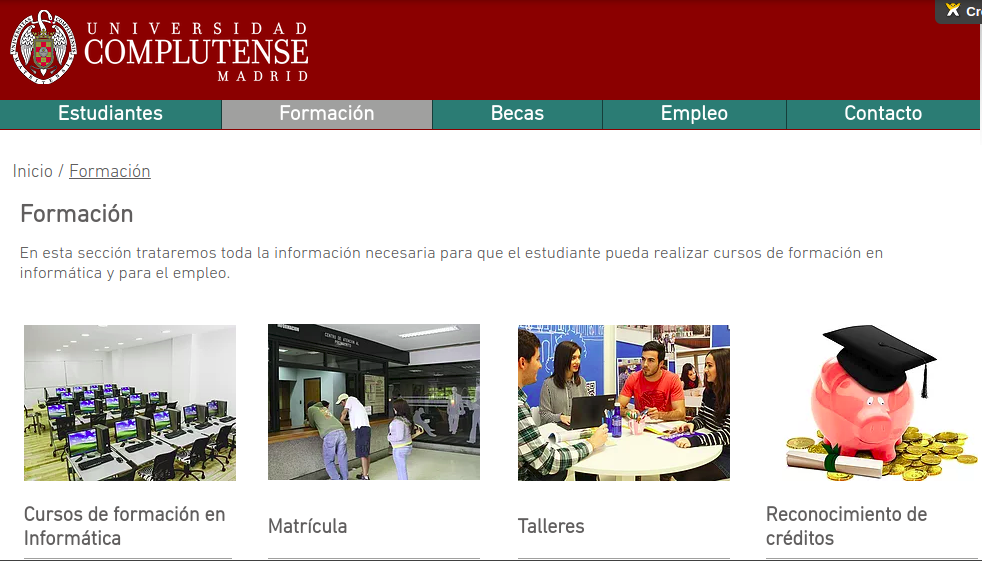 UNIVERSIDAD
COMPLUTENSE
MADRID
Cr
Estudiantes
Formación
Becas
Empleo
Contacto
Inicio / Formación
Formación
En esta sección trataremos toda la información necesaria para que el estudiante pueda realizar cursos de formación en
informática y para el empleo.
Cursos de formación en
Informática
Matrícula
Talleres
Reconocimiento de
créditos